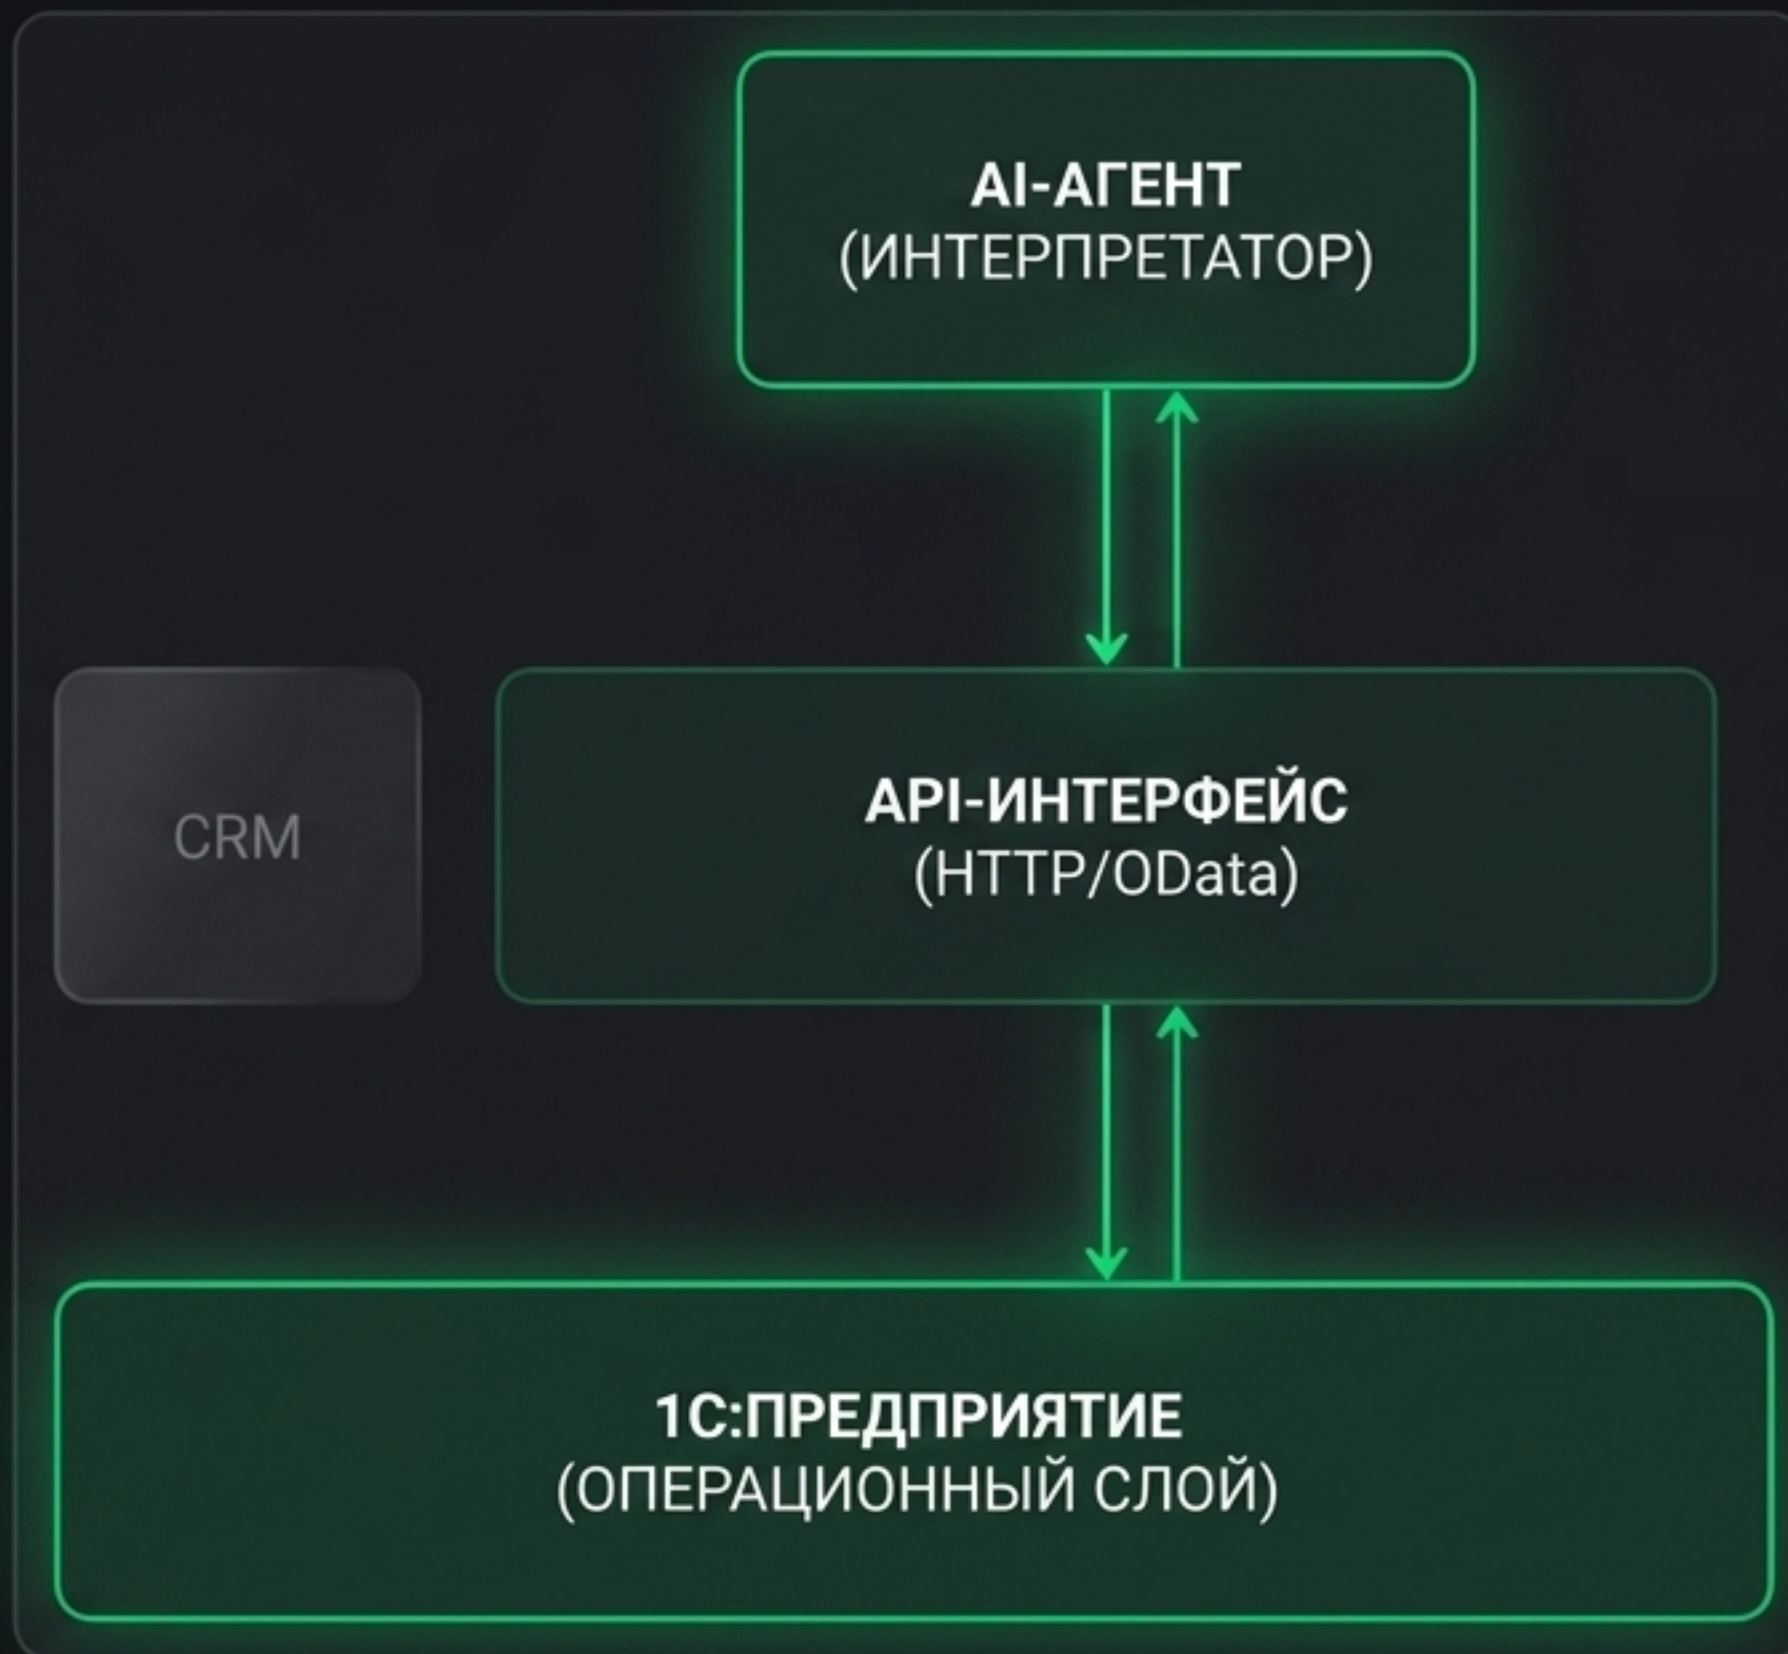 AI-АГЕНТ
(ИНТЕРПРЕТАТОР)
CRM
API-ИНТЕРФЕЙС
(HTTP/OData)
1С:ПРЕДПРИЯТИЕ
(ОПЕРАЦИОННЫЙ СЛОЙ)